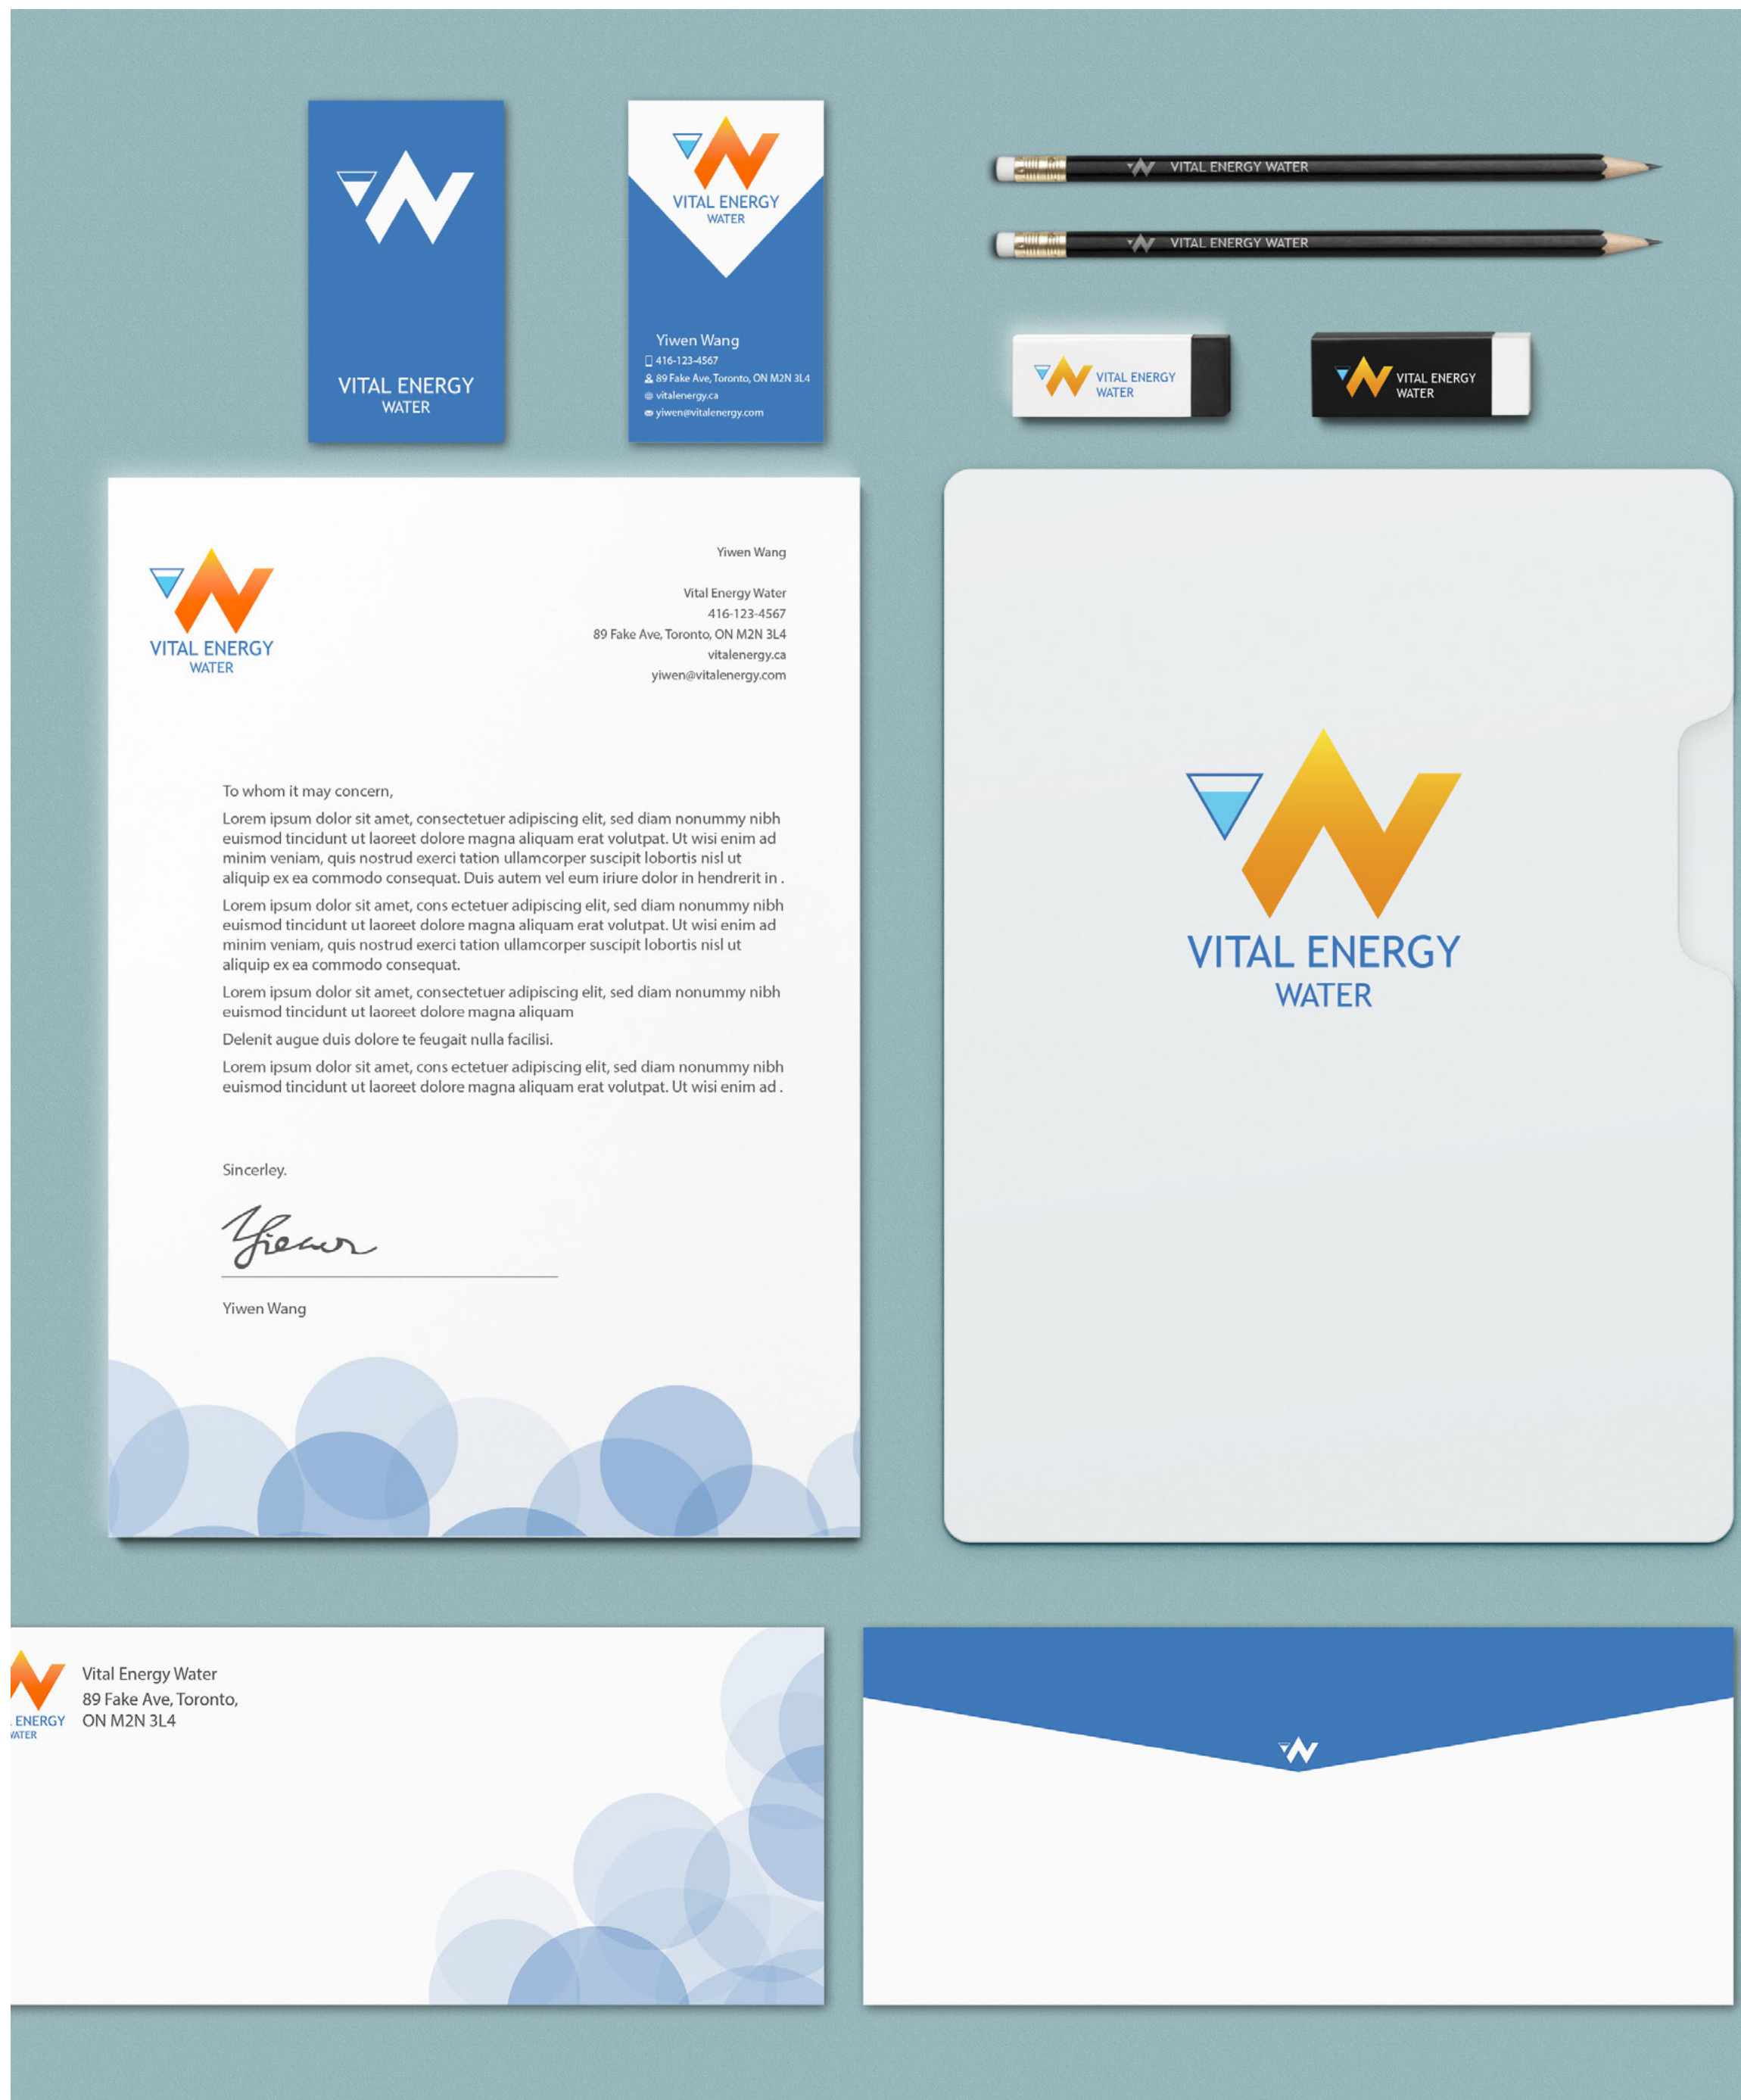 VITAL ENERGY
WATER
VITAL ENERGY
WATER
Yiwen Wang
416-123-4567
89 Fake Ave, Toronto, ON M2N 3L4
vitalenergy.ca
yiwen@vitalenergy.com
VITAL ENERGY WATER
VITAL ENERGY WATER
VITAL ENERGY
WATER
VITAL ENERGY
WATER
VITAL ENERGY
WATER
Yiwen Wang
Vital Energy Water
416-123-4567
89 Fake Ave, Toronto, ON M2N 3L4
vitalenergy.ca
yiwen@vitalenergy.com
To whom it may concern,
Lorem ipsum dolor sit amet, consectetuer adipiscing elit, sed diam nonummy nibh
euismod tincidunt ut laoreet dolore magna aliquam erat volutpat. Ut wisi enim ad
minim veniam, quis nostrud exerci tation ullamcorper suscipit lobortis nisl ut
aliquip ex ea commodo consequat. Duis autem vel eum iriure dolor in hendrerit in .
Lorem ipsum dolor sit amet, cons ectetuer adipiscing elit, sed diam nonummy nibh
euismod tincidunt ut laoreet dolore magna aliquam erat volutpat. Ut wisi enim ad
minim veniam, quis nostrud exerci tation ullamcorper suscipit lobortis nisl ut
aliquip ex ea commodo consequat.
Lorem ipsum dolor sit amet, consectetuer adipiscing elit, sed diam nonummy nibh
euismod tincidunt ut laoreet dolore magna aliquam
Delenit augue duis dolore te feugait nulla facilisi.
Lorem ipsum dolor sit amet, cons ectetuer adipiscing elit, sed diam nonummy nibh
euismod tincidunt ut laoreet dolore magna aliquam erat volutpat. Ut wisi enim ad .
Sincerley.
Yiwen Wang
VITAL ENERGY
WATER
ENERGY
Vital Energy Water
89 Fake Ave, Toronto,
ON M2N 3L4